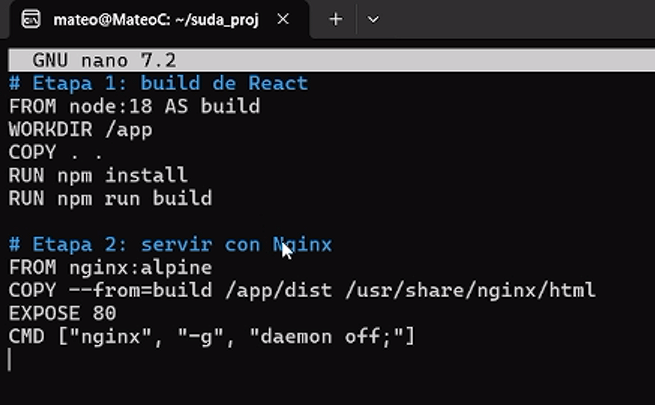 mateo@MateoC: ~/suda_proj
GNU nano 7.2
# Etapa 1: build de React
FROM node:18 AS build
WORKDIR /app
COPY . .
RUN npm install
RUN npm run build
# Etapa 2: servir con Nginx
FROM nginx:alpine
COPY --from=build /app/dist /usr/share/nginx/html
EXPOSE 80
CMD ["nginx", "-g", "daemon off;"]